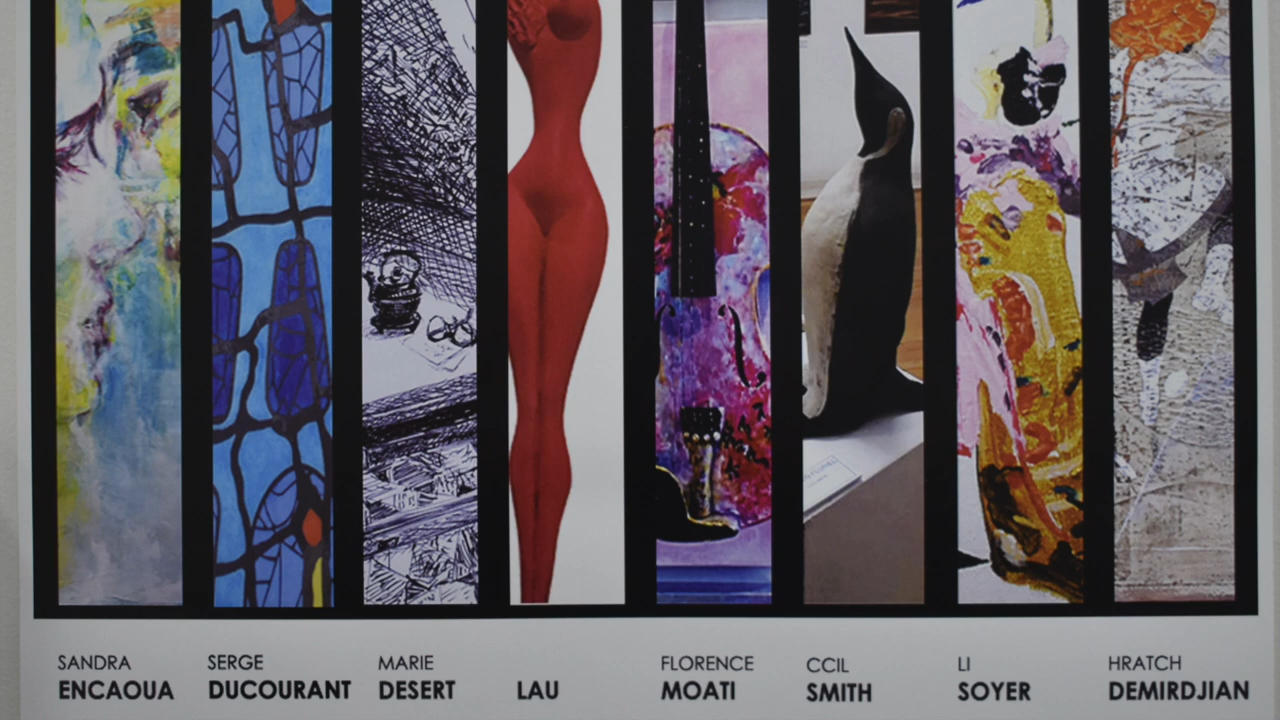 SANDRA
ENCAOUA
SERGE
DUCOURANT
MARIE
DESERT
LAU
FLORENCE
MOATI
CCIL
SMITH
LI
SOYER
HRATCH
DEMIRDJIAN